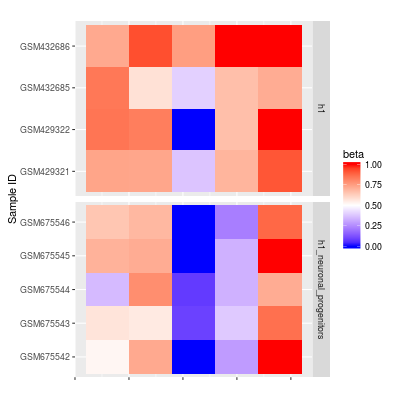 Sample ID
GSM432686
GSM432685
GSM429322
GSM429321
h1
GSM675546
GSM675545
GSM675544
GSM675543
GSM675542
h1_neuronal_progenitors
beta
1.00
0.75
0.50
0.25
0.00